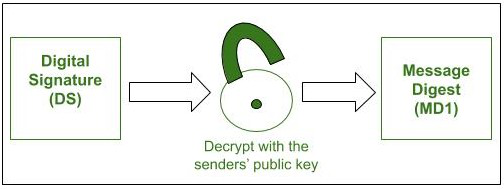 Digital
Signature
(DS)
Decrypt with the
senders' public key
Message
Digest
(MD1)